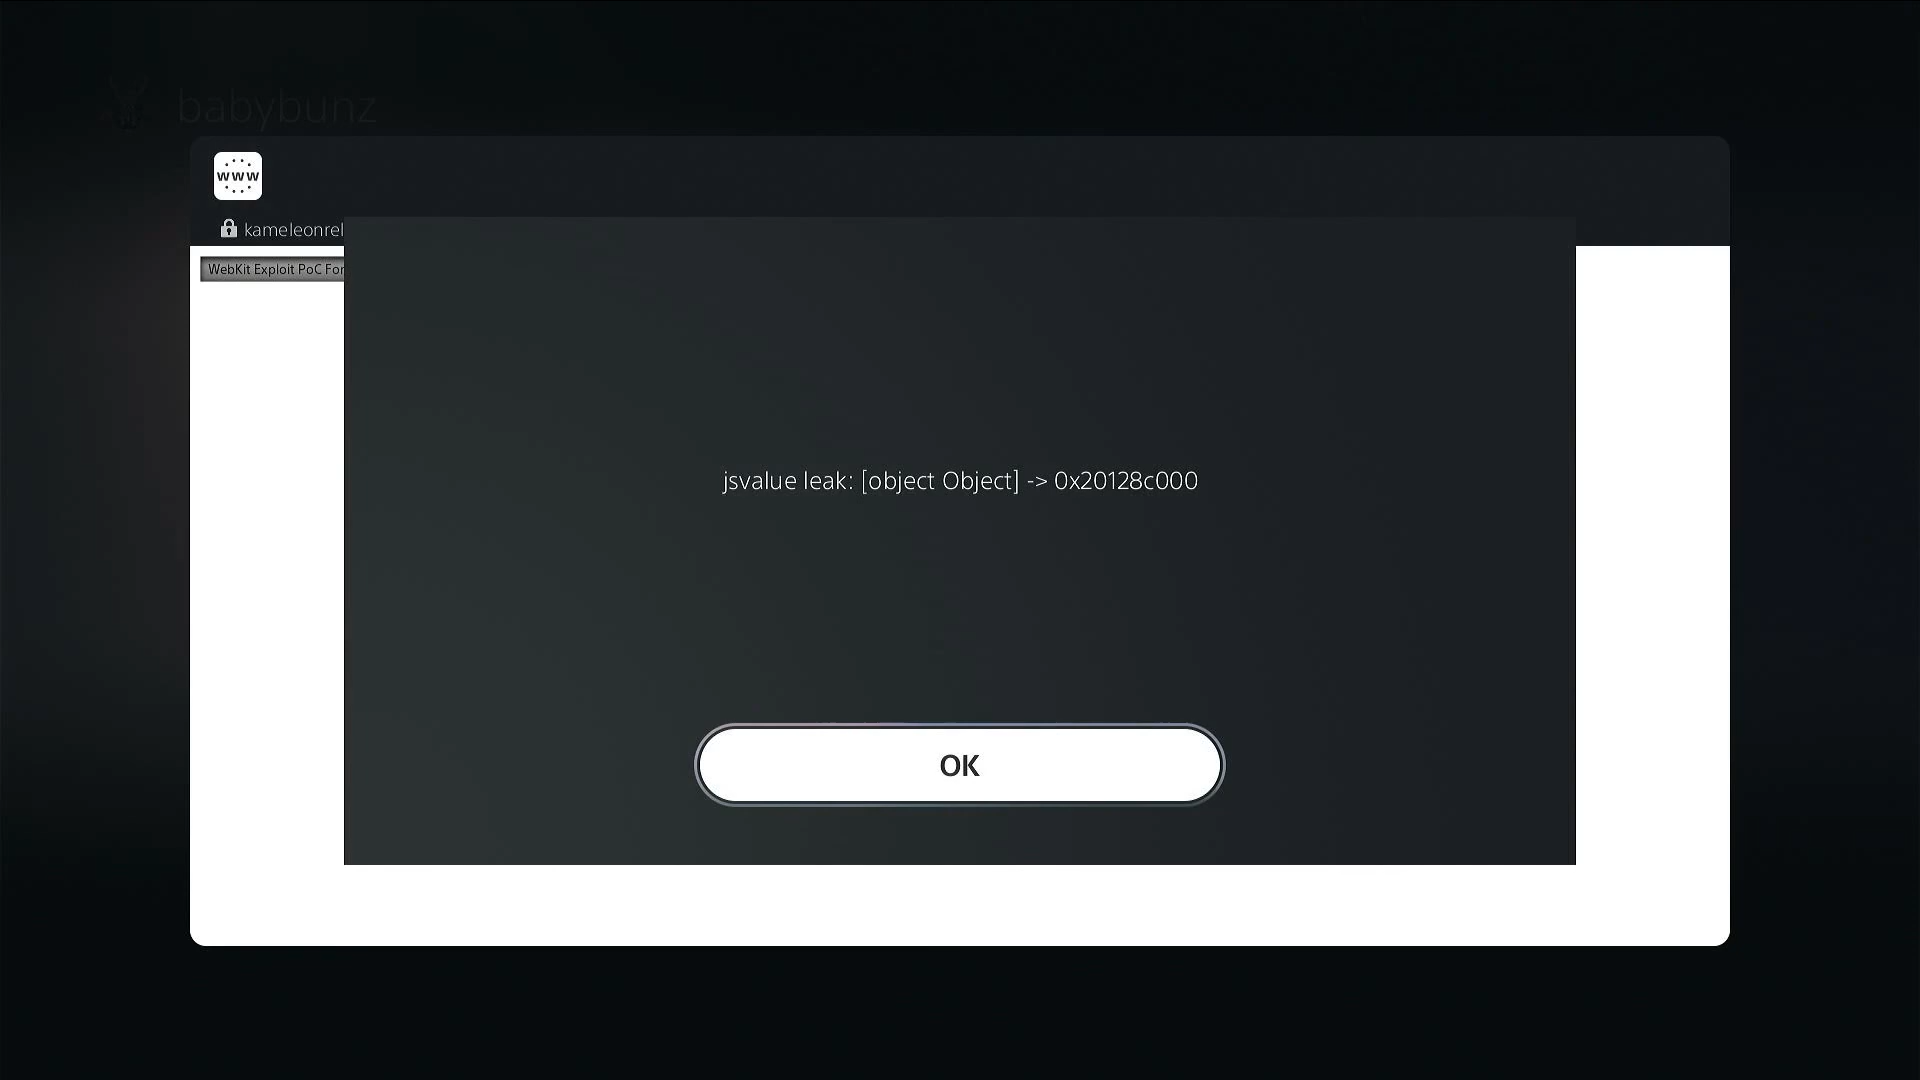 babybunz
www
kameleonrel
WebKit Exploit PoC For
jsvalue leak: [object Object] -> 0x20128c000
OK